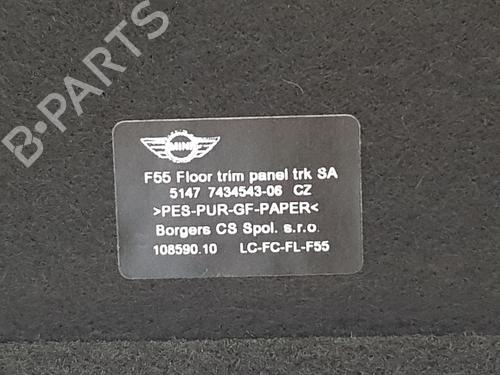 B-PARTS
MINI
F55 Floor trim panel trk SA
5147 7434543-06 CZ
>PES-PUR-GF-PAPER<
Borgers CS Spol. s.r.o.
108590.10 LC-FC-FL-F55